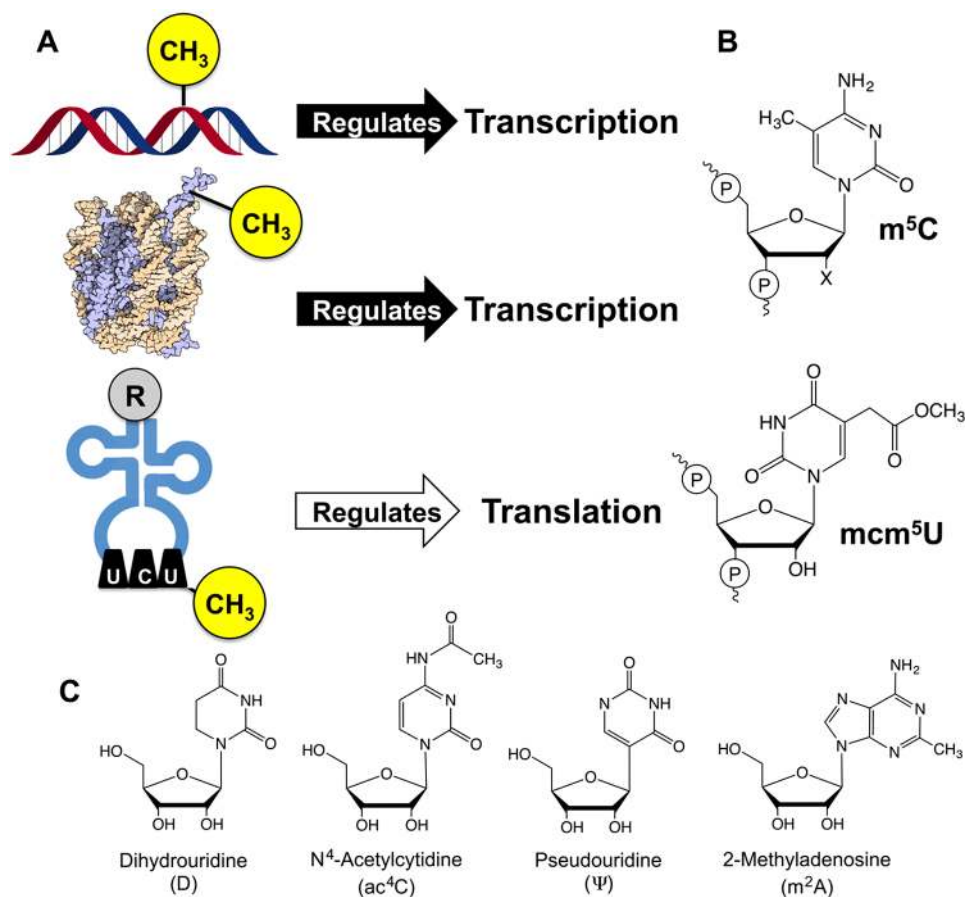 A
CH₃
Regulates
Transcription
CH₃
Regulates
Transcription
R
U C U
CH₃
Regulates
Translation
B
NH₂
H₃C
N
N
O
P
O
P
X
m⁵C
O
HN
OCH₃
O
O
N
P
O
P
OH
mcm⁵U
C
O
NH
N
O
HO
O
OH OH
Dihydrouridine
(D)
O
HN
CH₃
N
N
O
HO
O
OH OH
N⁴-Acetylcytidine
(ac⁴C)
O
N
NH
O
HO
O
OH OH
Pseudouridine
(Ψ)
NH₂
N
N
N
N
CH₃
HO
O
OH OH
2-Methyladenosine
(m²A)